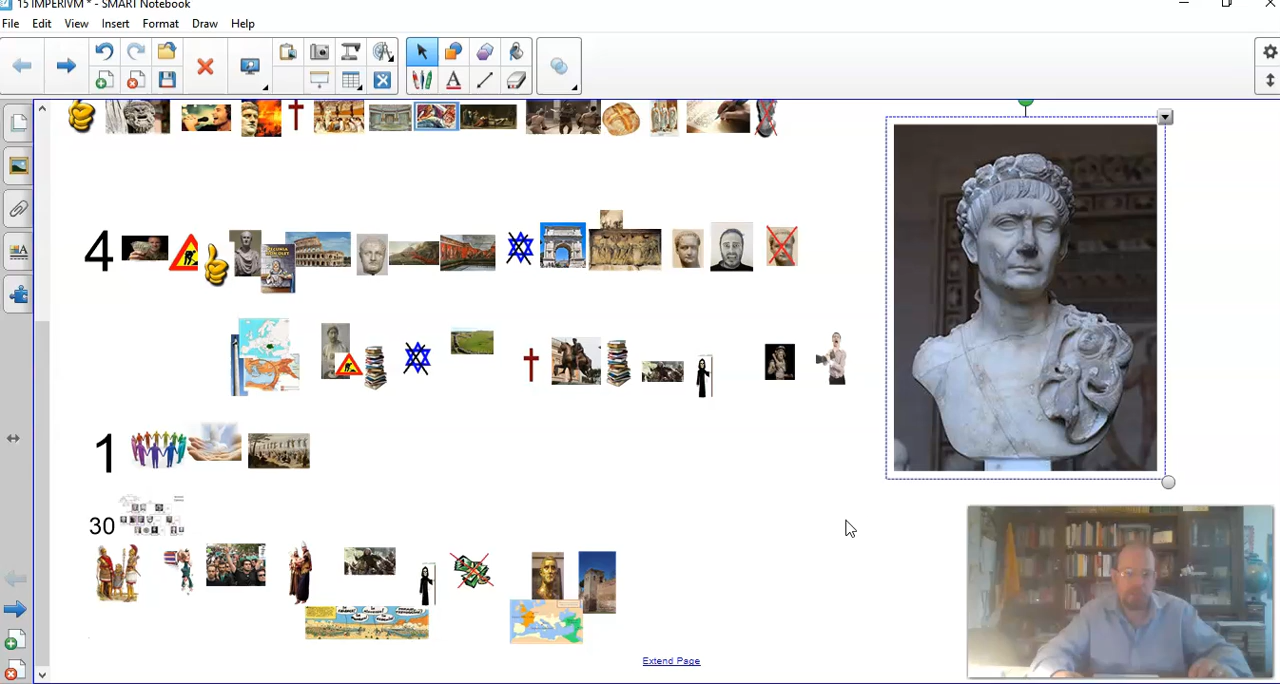 15 IMPERIVM * - SMART Notebook
File Edit View Insert Format Draw Help
4
1
30
Extend Page